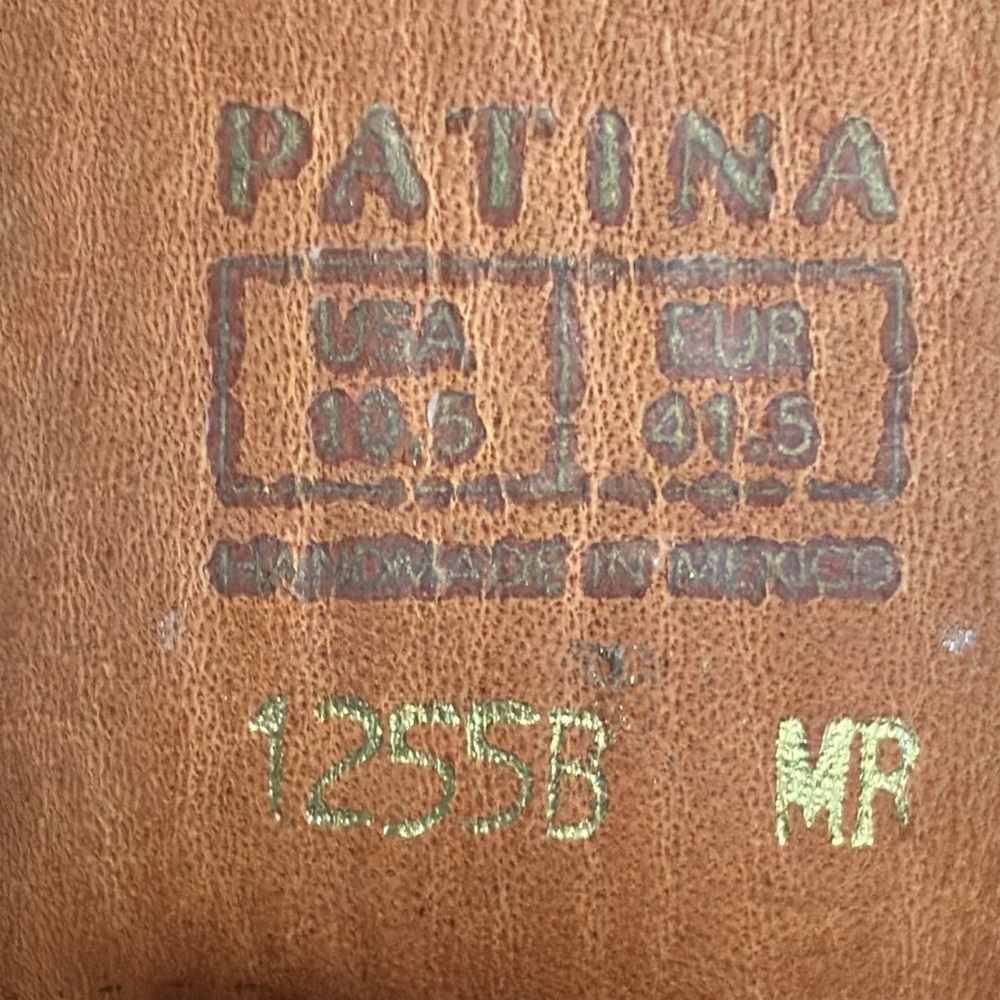 PATINA
USA EUR
10.5 41.5
HANDMADE IN MEXICO
1255B MR